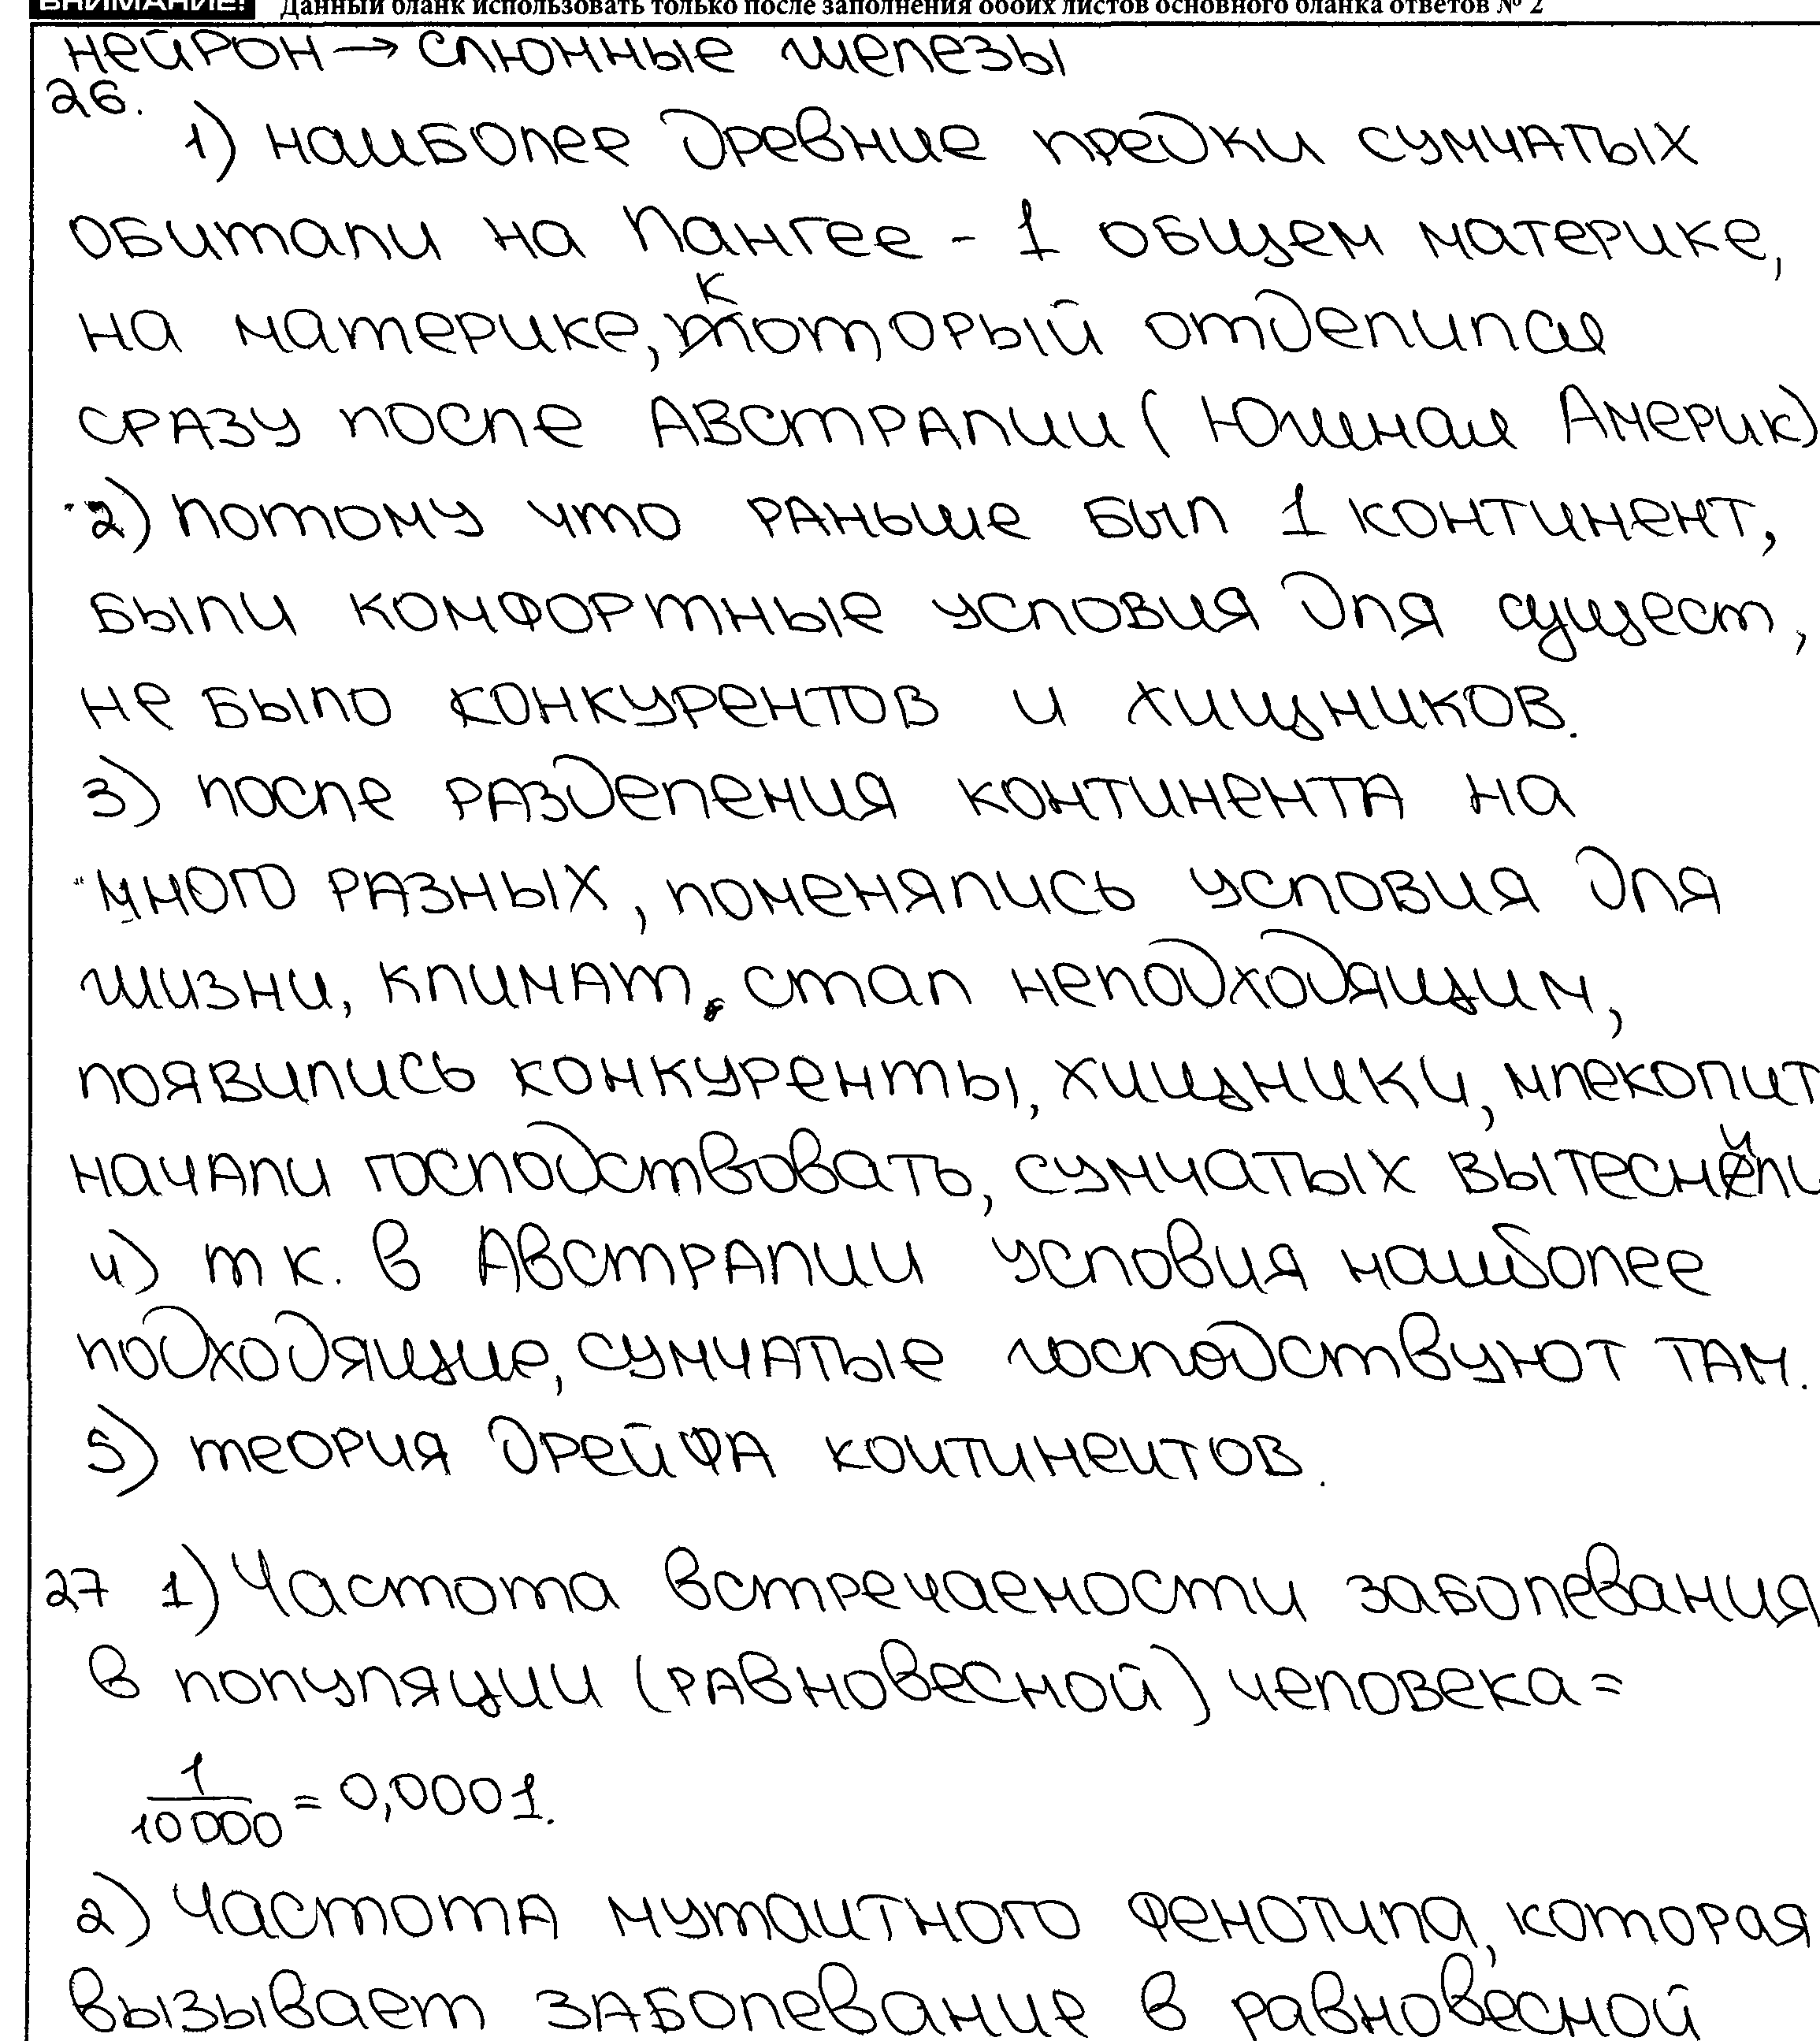 ВНИМАНИЕ! Данный бланк использовать только после заполнения обоих листов основного бланка ответов № 2
нейрон → слюнные железы
26.
1) наиболее древние предки сумчатых
обитали на Пангее - 1 общем материке,
на материке, который отделился
сразу после Австралии (Южная Америк)
2) потому что раньше был 1 континент,
были комфортные условия для сущест,
не было конкурентов и хищников.
3) после разделения континента на
много разных, поменялись условия для
жизни, климат стал неподходящим,
появились конкуренты, хищники, млекопит
начали господствовать, сумчатых вытеснили
4) т к. в Австралии условия наиболее
подходящие, сумчатые господствуют там.
5) теория дрейфа континентов.
27 1) Частота встречаемости заболевания
в популяции (равновесной) человека =
1/10000 = 0,0001.
2) Частота мутантного фенотипа, которая
вызывает заболевание в равновесной